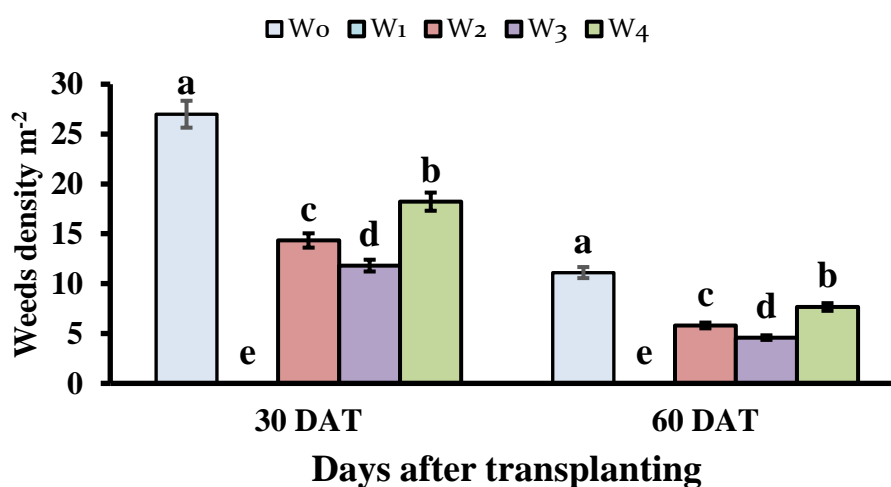 W0 W1 W2 W3 W4
Weeds density m-2
30
25
20
15
10
5
0
a
e
c
d
b
a
e
c
d
b
30 DAT
60 DAT
Days after transplanting